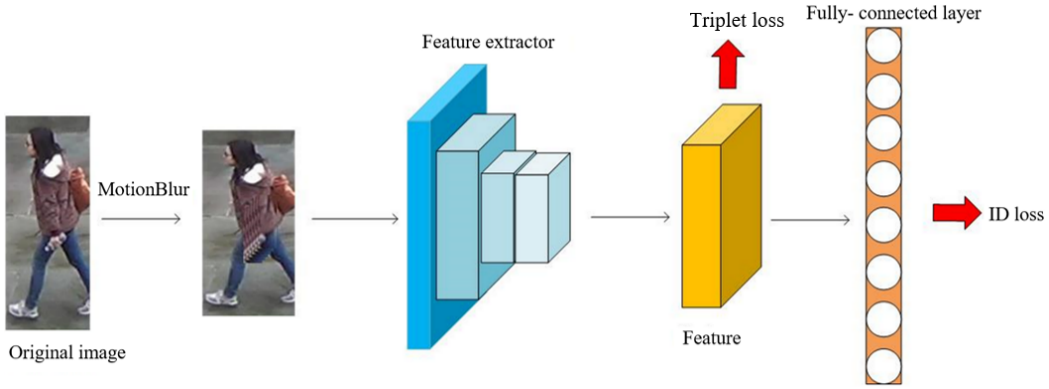 Triplet loss
Fully- connected layer
Feature extractor
MotionBlur
ID loss
Original image
Feature